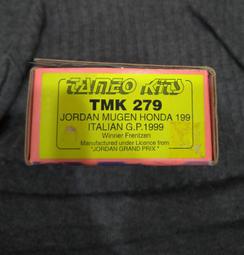 TAMEO KITS
TMK 279
JORDAN MUGEN HONDA 199
ITALIAN G.P.1999
Winner Frentzen
Manufactured under Licence from
"JORDAN GRAND PRIX"